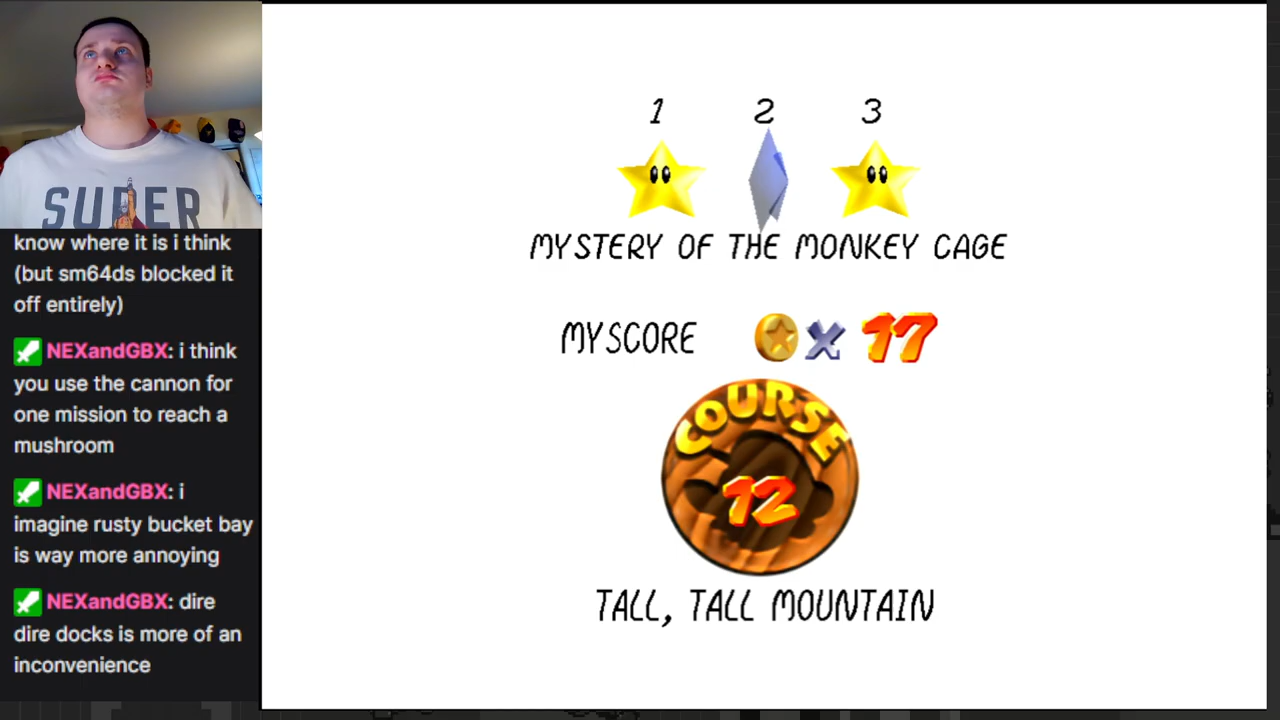 SUPER
know where it is i think
(but sm64ds blocked it
off entirely)
NEXandGBX: i think
you use the cannon for
one mission to reach a
mushroom
NEXandGBX: i
imagine rusty bucket bay
is way more annoying
NEXandGBX: dire
dire docks is more of an
inconvenience
1 2 3
MYSTERY OF THE MONKEY CAGE
MYSCORE × 17
COURSE
12
TALL, TALL MOUNTAIN